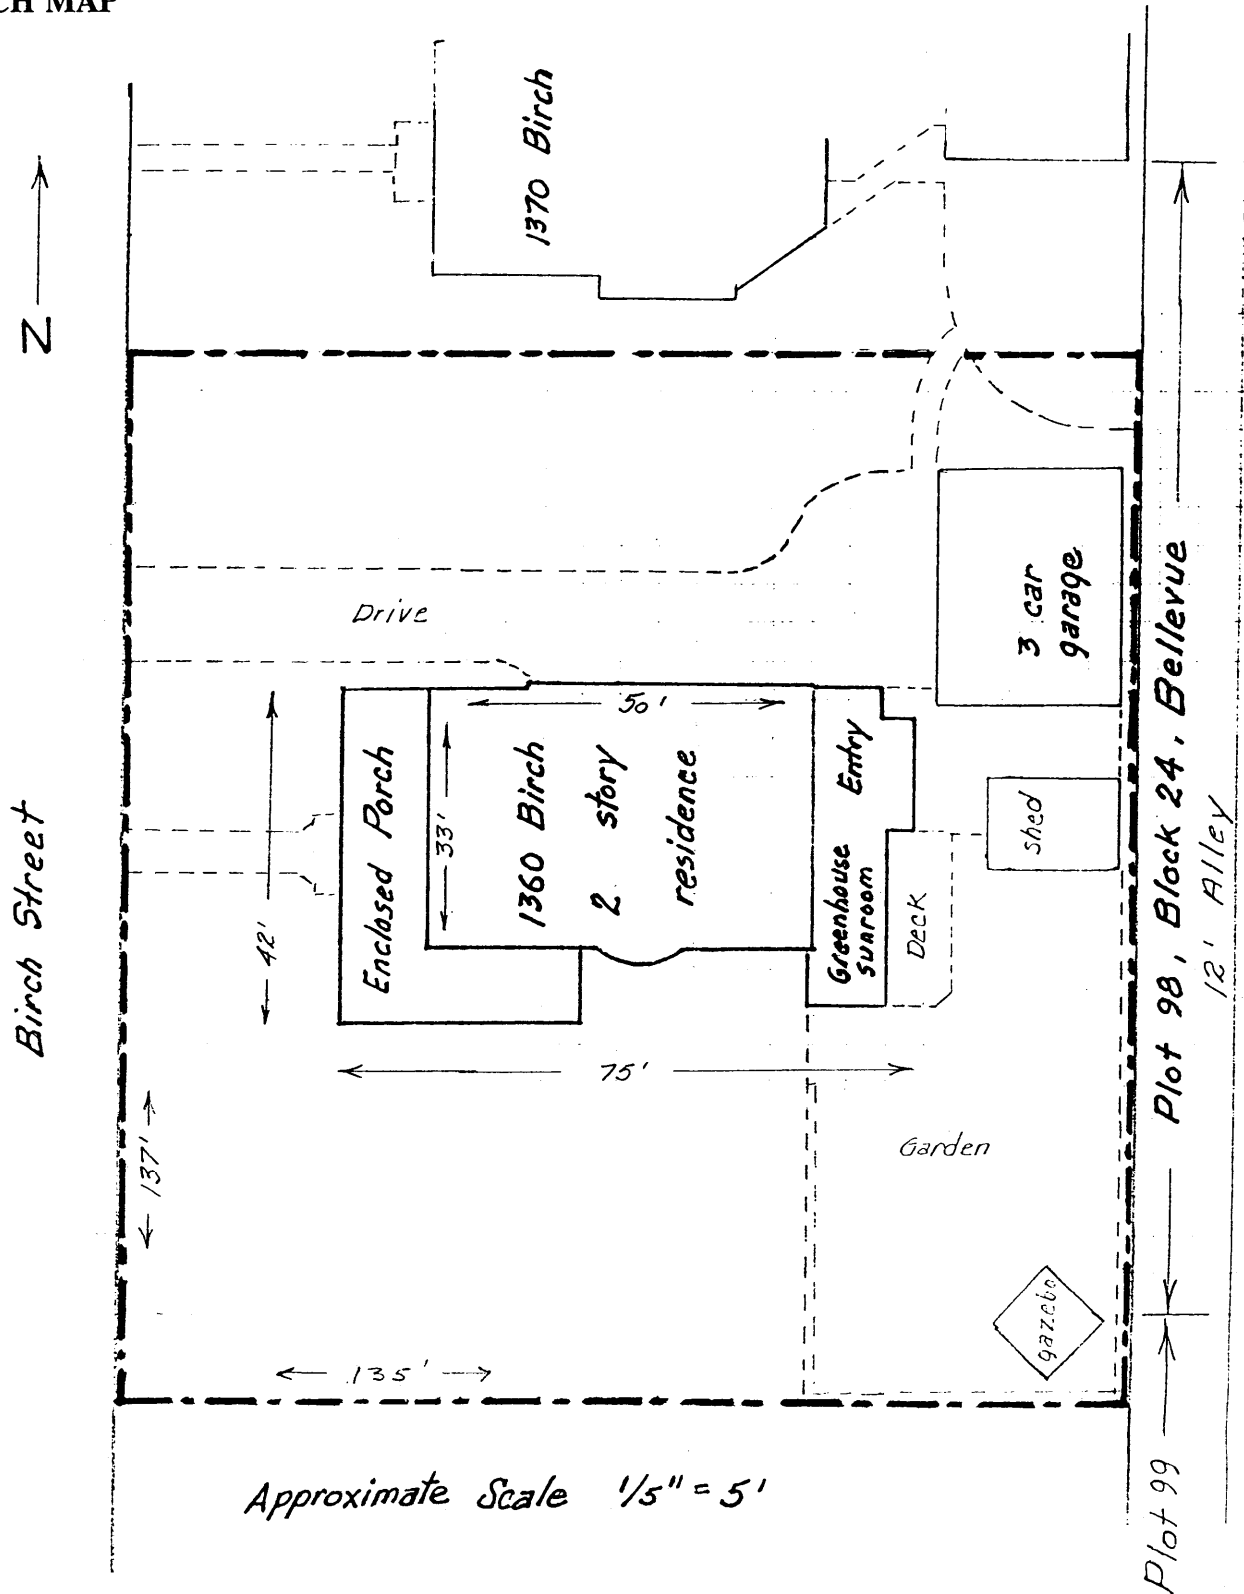 CH MAP
N
Birch Street
1370 Birch
Drive
3 car
garage
50'
33'
42'
Enclosed Porch
1360 Birch
2 story
residence
Greenhouse
sunroom
Entry
Deck
shed
75'
Garden
137'
135'
gazebo
Plot 98, Block 24, Bellevue
12' Alley
Plot 99
Approximate Scale 1/5" = 5'